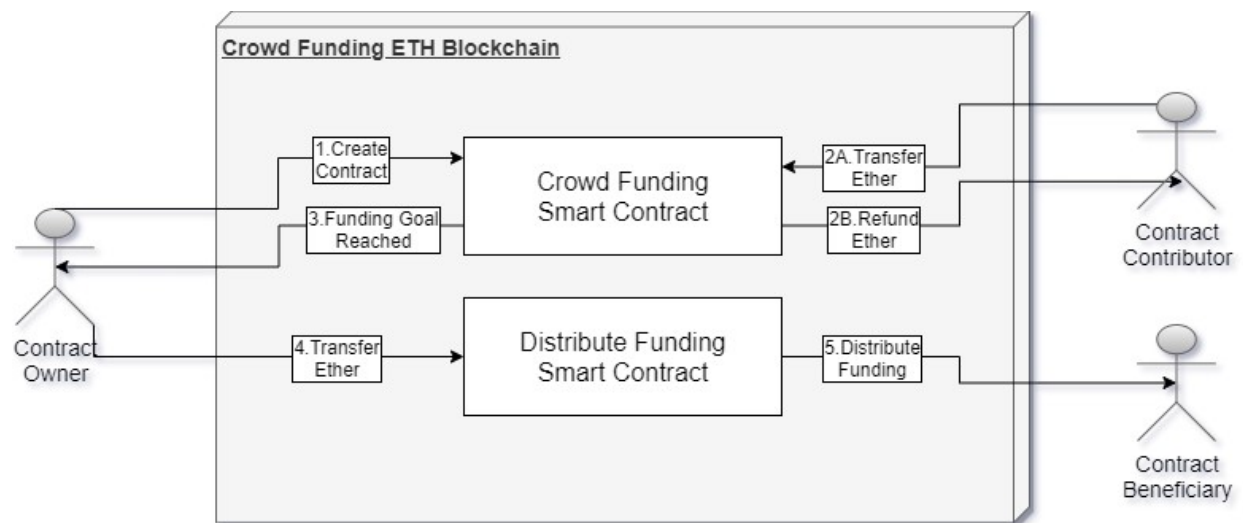 Crowd Funding ETH Blockchain
1.Create
Contract
Crowd Funding
Smart Contract
2A.Transfer
Ether
3.Funding Goal
Reached
2B.Refund
Ether
Contract
Contributor
Contract
Owner
4.Transfer
Ether
Distribute Funding
Smart Contract
5.Distribute
Funding
Contract
Beneficiary